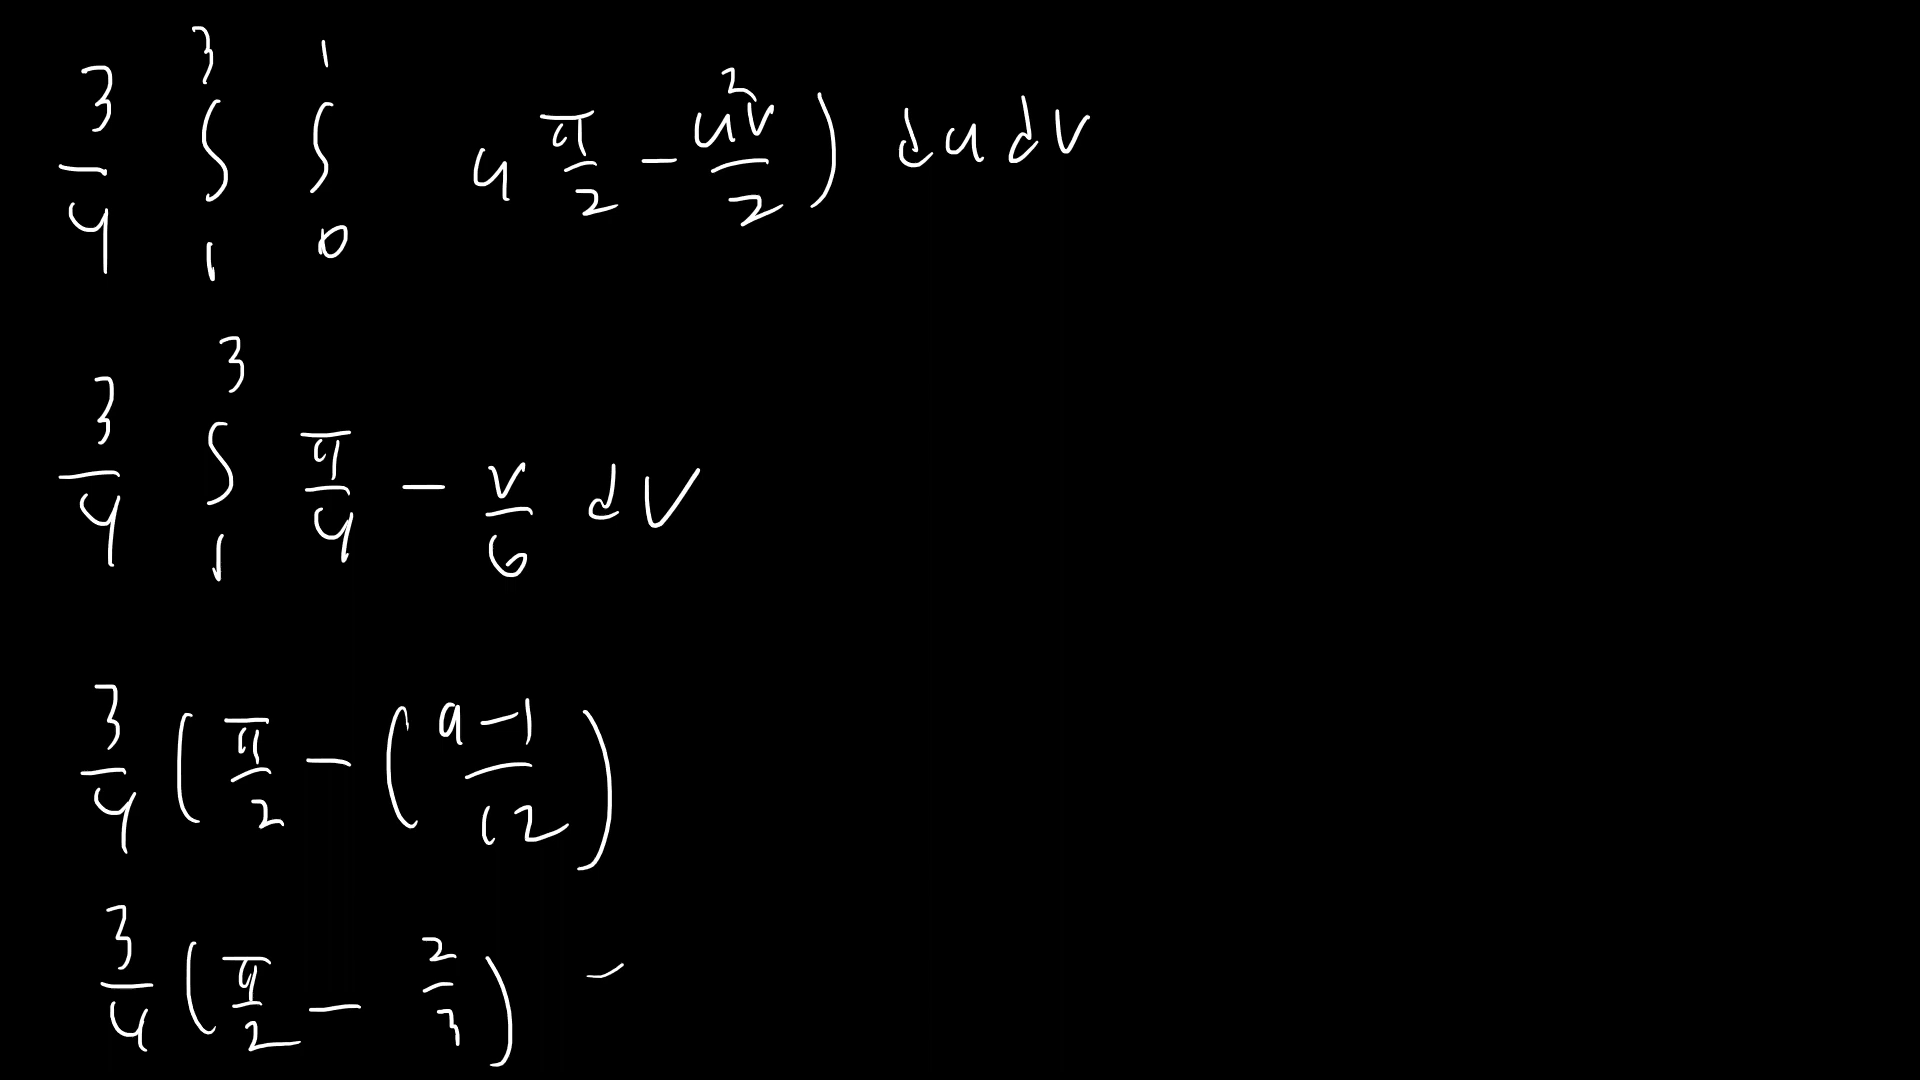 3/4 ∫₁³ ∫₀¹ u π/2 − u²v/2 ) du dv
3/4 ∫₁³ π/4 − v/6 dv
3/4 ( π/2 − ( 9−1/12 )
3/4 ( π/2 − 2/3 ) −